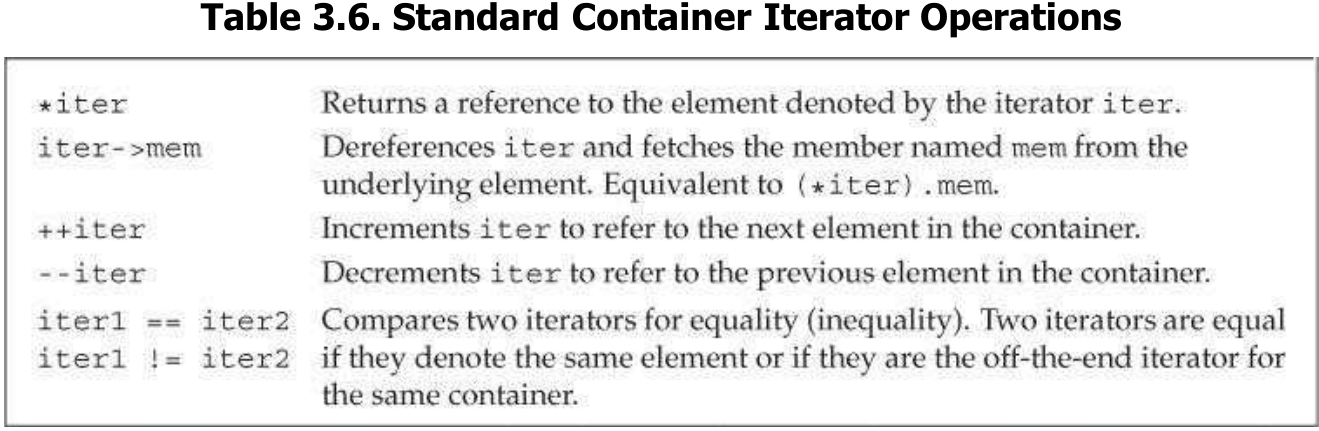 Table 3.6. Standard Container Iterator Operations
*iter Returns a reference to the element denoted by the iterator iter.
iter->mem Dereferences iter and fetches the member named mem from the
underlying element. Equivalent to (*iter).mem.
++iter Increments iter to refer to the next element in the container.
--iter Decrements iter to refer to the previous element in the container.
iter1 == iter2 Compares two iterators for equality (inequality). Two iterators are equal
iter1 != iter2 if they denote the same element or if they are the off-the-end iterator for
the same container.